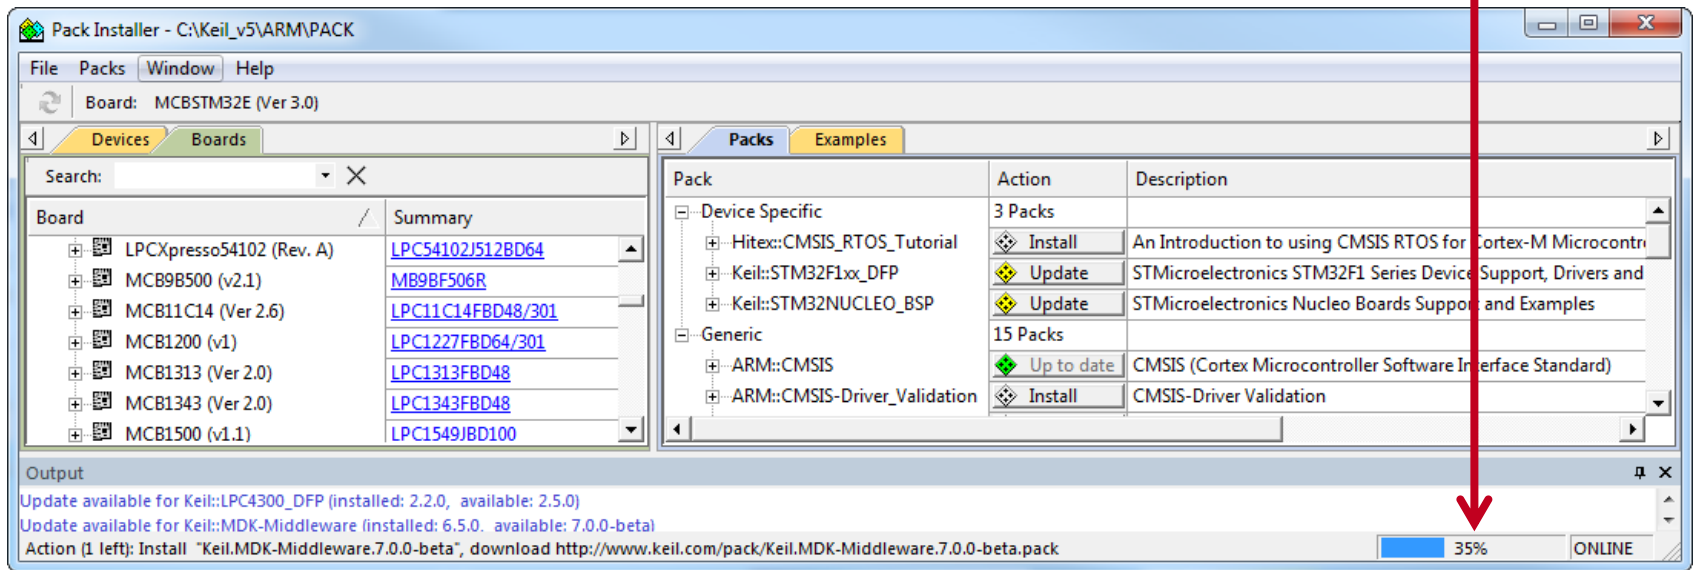 Pack Installer - C:\Keil_v5\ARM\PACK
File Packs Window Help
Board: MCBSTM32E (Ver 3.0)
Devices Boards
Search:
Board Summary
LPCXpresso54102 (Rev. A) LPC54102J512BD64
MCB9B500 (v2.1) MB9BF506R
MCB11C14 (Ver 2.6) LPC11C14FBD48/301
MCB1200 (v1) LPC1227FBD64/301
MCB1313 (Ver 2.0) LPC1313FBD48
MCB1343 (Ver 2.0) LPC1343FBD48
MCB1500 (v1.1) LPC1549JBD100
Packs Examples
Pack Action Description
Device Specific 3 Packs
Hitex::CMSIS_RTOS_Tutorial Install An Introduction to using CMSIS RTOS for Cortex-M Microcontr
Keil::STM32F1xx_DFP Update STMicroelectronics STM32F1 Series Device Support, Drivers and
Keil::STM32NUCLEO_BSP Update STMicroelectronics Nucleo Boards Support and Examples
Generic 15 Packs
ARM::CMSIS Up to date CMSIS (Cortex Microcontroller Software Interface Standard)
ARM::CMSIS-Driver_Validation Install CMSIS-Driver Validation
Output
Update available for Keil::LPC4300_DFP (installed: 2.2.0, available: 2.5.0)
Update available for Keil::MDK-Middleware (installed: 6.5.0, available: 7.0.0-beta)
Action (1 left): Install "Keil.MDK-Middleware.7.0.0-beta", download http://www.keil.com/pack/Keil.MDK-Middleware.7.0.0-beta.pack 35% ONLINE